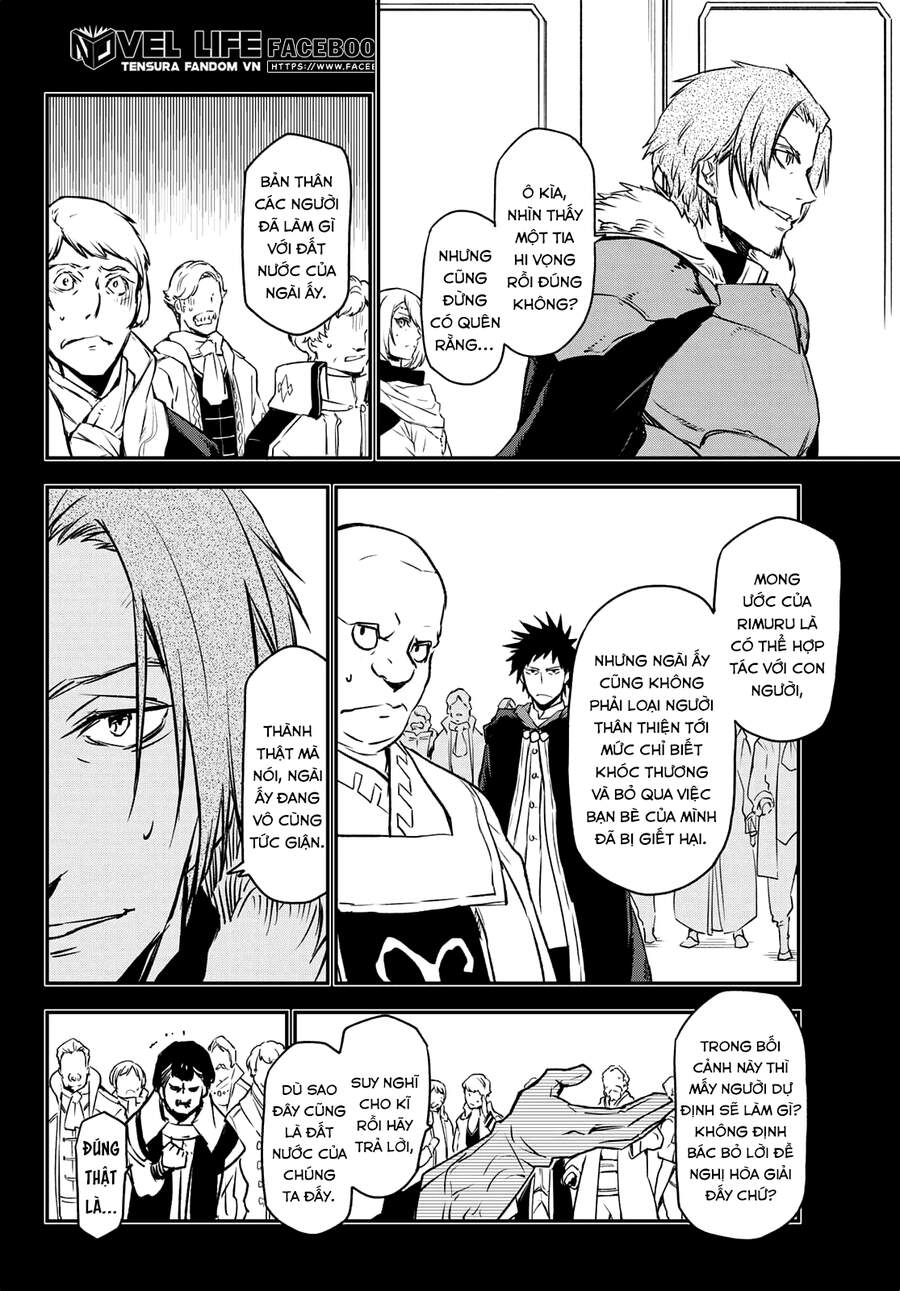 NOVEL LIFE
TENSURA FANDOM VN
FACEBOO
HTTPS://WWW.FACEB
Ô KÌA,
NHÌN THẤY
MỘT TIA
HI VỌNG
RỒI ĐÚNG
KHÔNG?
NHƯNG
CŨNG
ĐỪNG
CÓ QUÊN
RẰNG...
BẢN THÂN
CÁC NGƯỜI
ĐÃ LÀM GÌ
VỚI ĐẤT
NƯỚC CỦA
NGÀI ẤY.
MONG
ƯỚC CỦA
RIMURU LÀ
CÓ THỂ HỢP
TÁC VỚI CON
NGƯỜI,
NHƯNG NGÀI ẤY
CŨNG KHÔNG
PHẢI LOẠI NGƯỜI
THÂN THIỆN TỚI
MỨC CHỈ BIẾT
KHÓC THƯƠNG
VÀ BỎ QUA VIỆC
BẠN BÈ CỦA MÌNH
ĐÃ BỊ GIẾT HẠI.
THÀNH
THẬT MÀ
NÓI, NGÀI
ẤY ĐANG
VÔ CÙNG
TỨC GIẬN.
TRONG BỐI
CẢNH NÀY THÌ
MẤY NGƯỜI DỰ
ĐỊNH SẼ LÀM GÌ?
KHÔNG ĐỊNH
BÁC BỎ LỜI ĐỀ
NGHỊ HÒA GIẢI
ĐẤY CHỨ?
SUY NGHĨ
CHO KĨ
RỒI HÃY
TRẢ LỜI,
DÙ SAO
ĐÂY CŨNG
LÀ ĐẤT
NƯỚC CỦA
CHÚNG
TA ĐẤY.
ĐÚNG
THẬT
LÀ...